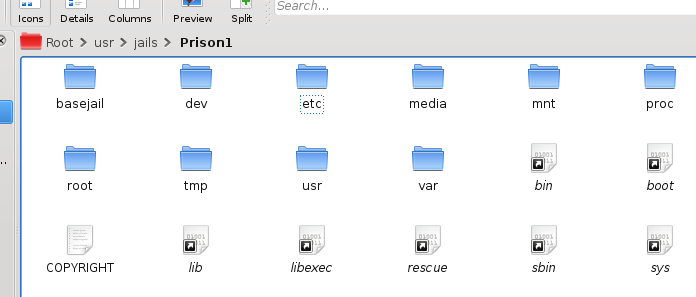 Icons Details Columns Preview Split Search...
Root > usr > jails > Prison1
basejail dev etc media mnt proc
root tmp usr var bin boot
COPYRIGHT lib libexec rescue sbin sys